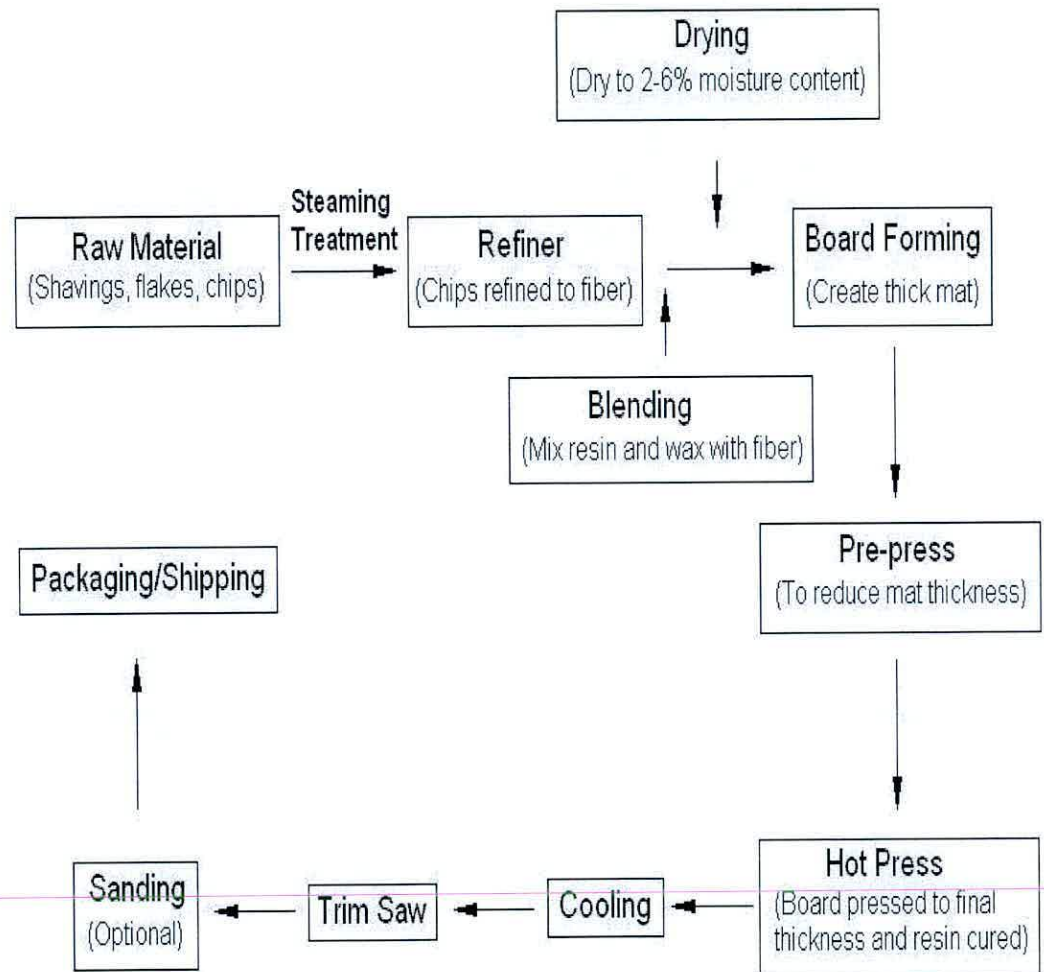 Drying
(Dry to 2-6% moisture content)
Steaming
Treatment
Raw Material
(Shavings, flakes, chips)
Refiner
(Chips refined to fiber)
Board Forming
(Create thick mat)
Blending
(Mix resin and wax with fiber)
Pre-press
(To reduce mat thickness)
Packaging/Shipping
Hot Press
(Board pressed to final
thickness and resin cured)
Cooling
Trim Saw
Sanding
(Optional)